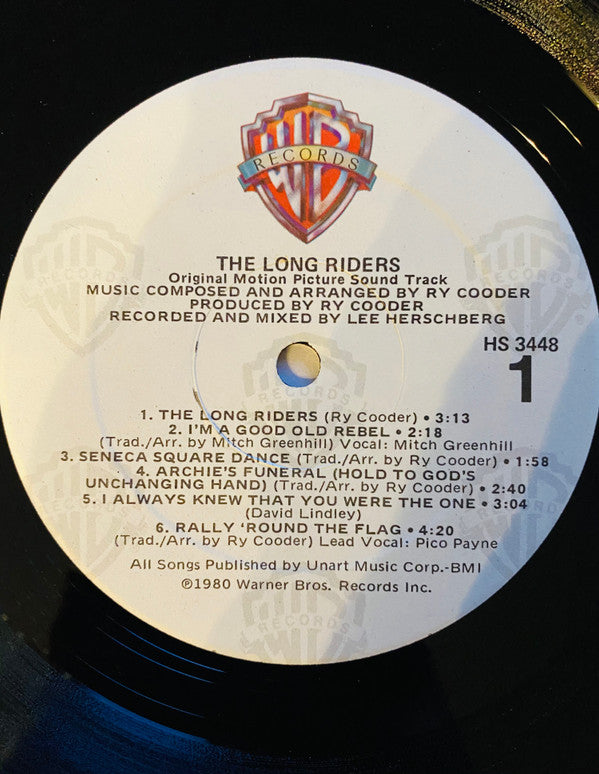 WB
RECORDS
THE LONG RIDERS
Original Motion Picture Sound Track
MUSIC COMPOSED AND ARRANGED BY RY COODER
PRODUCED BY RY COODER
RECORDED AND MIXED BY LEE HERSCHBERG
HS 3448
1
1. THE LONG RIDERS (Ry Cooder) • 3:13
2. I'M A GOOD OLD REBEL • 2:18
(Trad./Arr. by Mitch Greenhill) Vocal: Mitch Greenhill
3. SENECA SQUARE DANCE (Trad./Arr. by Ry Cooder) • 1:58
4. ARCHIE'S FUNERAL (HOLD TO GOD'S
UNCHANGING HAND) (Trad./Arr. by Ry Cooder) • 2:40
5. I ALWAYS KNEW THAT YOU WERE THE ONE • 3:04
(David Lindley)
6. RALLY 'ROUND THE FLAG • 4:20
(Trad./Arr. by Ry Cooder) Lead Vocal: Pico Payne
All Songs Published by Unart Music Corp.-BMI
℗1980 Warner Bros. Records Inc.